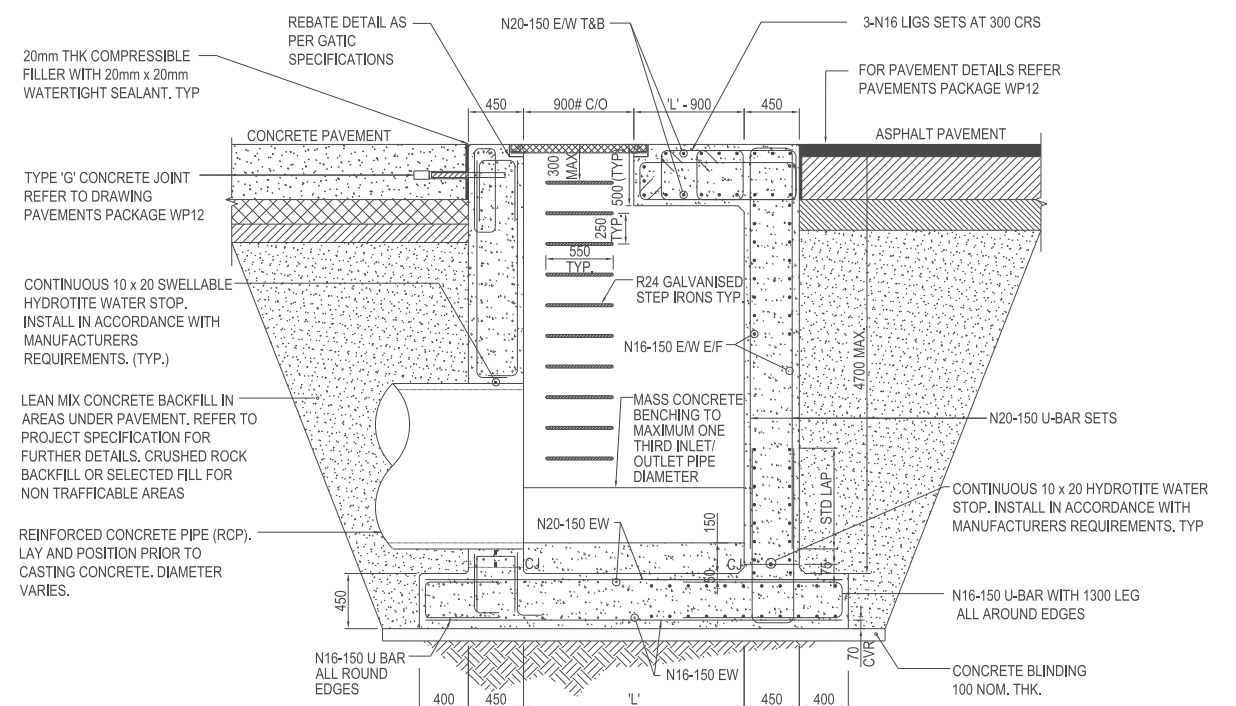 REBATE DETAIL AS
PER GATIC
SPECIFICATIONS
N20-150 E/W T&B
3-N16 LIGS SETS AT 300 CRS
20mm THK COMPRESSIBLE
FILLER WITH 20mm x 20mm
WATERTIGHT SEALANT. TYP
FOR PAVEMENT DETAILS REFER
PAVEMENTS PACKAGE WP12
450
900# C/O
'L' - 900
450
CONCRETE PAVEMENT
ASPHALT PAVEMENT
300
MAX
500 (TYP.
TYPE 'G' CONCRETE JOINT
REFER TO DRAWING
PAVEMENTS PACKAGE WP12
250
TYP.
550
TYP.
R24 GALVANISED
STEP IRONS TYP.
CONTINUOUS 10 x 20 SWELLABLE
HYDROTITE WATER STOP.
INSTALL IN ACCORDANCE WITH
MANUFACTURERS
REQUIREMENTS. (TYP.)
N16-150 E/W E/F
4700 MAX
LEAN MIX CONCRETE BACKFILL IN
AREAS UNDER PAVEMENT. REFER TO
PROJECT SPECIFICATION FOR
FURTHER DETAILS. CRUSHED ROCK
BACKFILL OR SELECTED FILL FOR
NON TRAFFICABLE AREAS
MASS CONCRETE
BENCHING TO
MAXIMUM ONE
THIRD INLET/
OUTLET PIPE
DIAMETER
N20-150 U-BAR SETS
STD LAP
CONTINUOUS 10 x 20 HYDROTITE WATER
STOP. INSTALL IN ACCORDANCE WITH
MANUFACTURERS REQUIREMENTS. TYP
REINFORCED CONCRETE PIPE (RCP).
LAY AND POSITION PRIOR TO
CASTING CONCRETE. DIAMETER
VARIES.
N20-150 EW
150
CJ
50
CJ
75
450
N16-150 U-BAR WITH 1300 LEG
ALL AROUND EDGES
N16-150 U BAR
ALL ROUND
EDGES
N16-150 EW
70
CVR
CONCRETE BLINDING
100 NOM. THK.
400
450
'L'
450
400